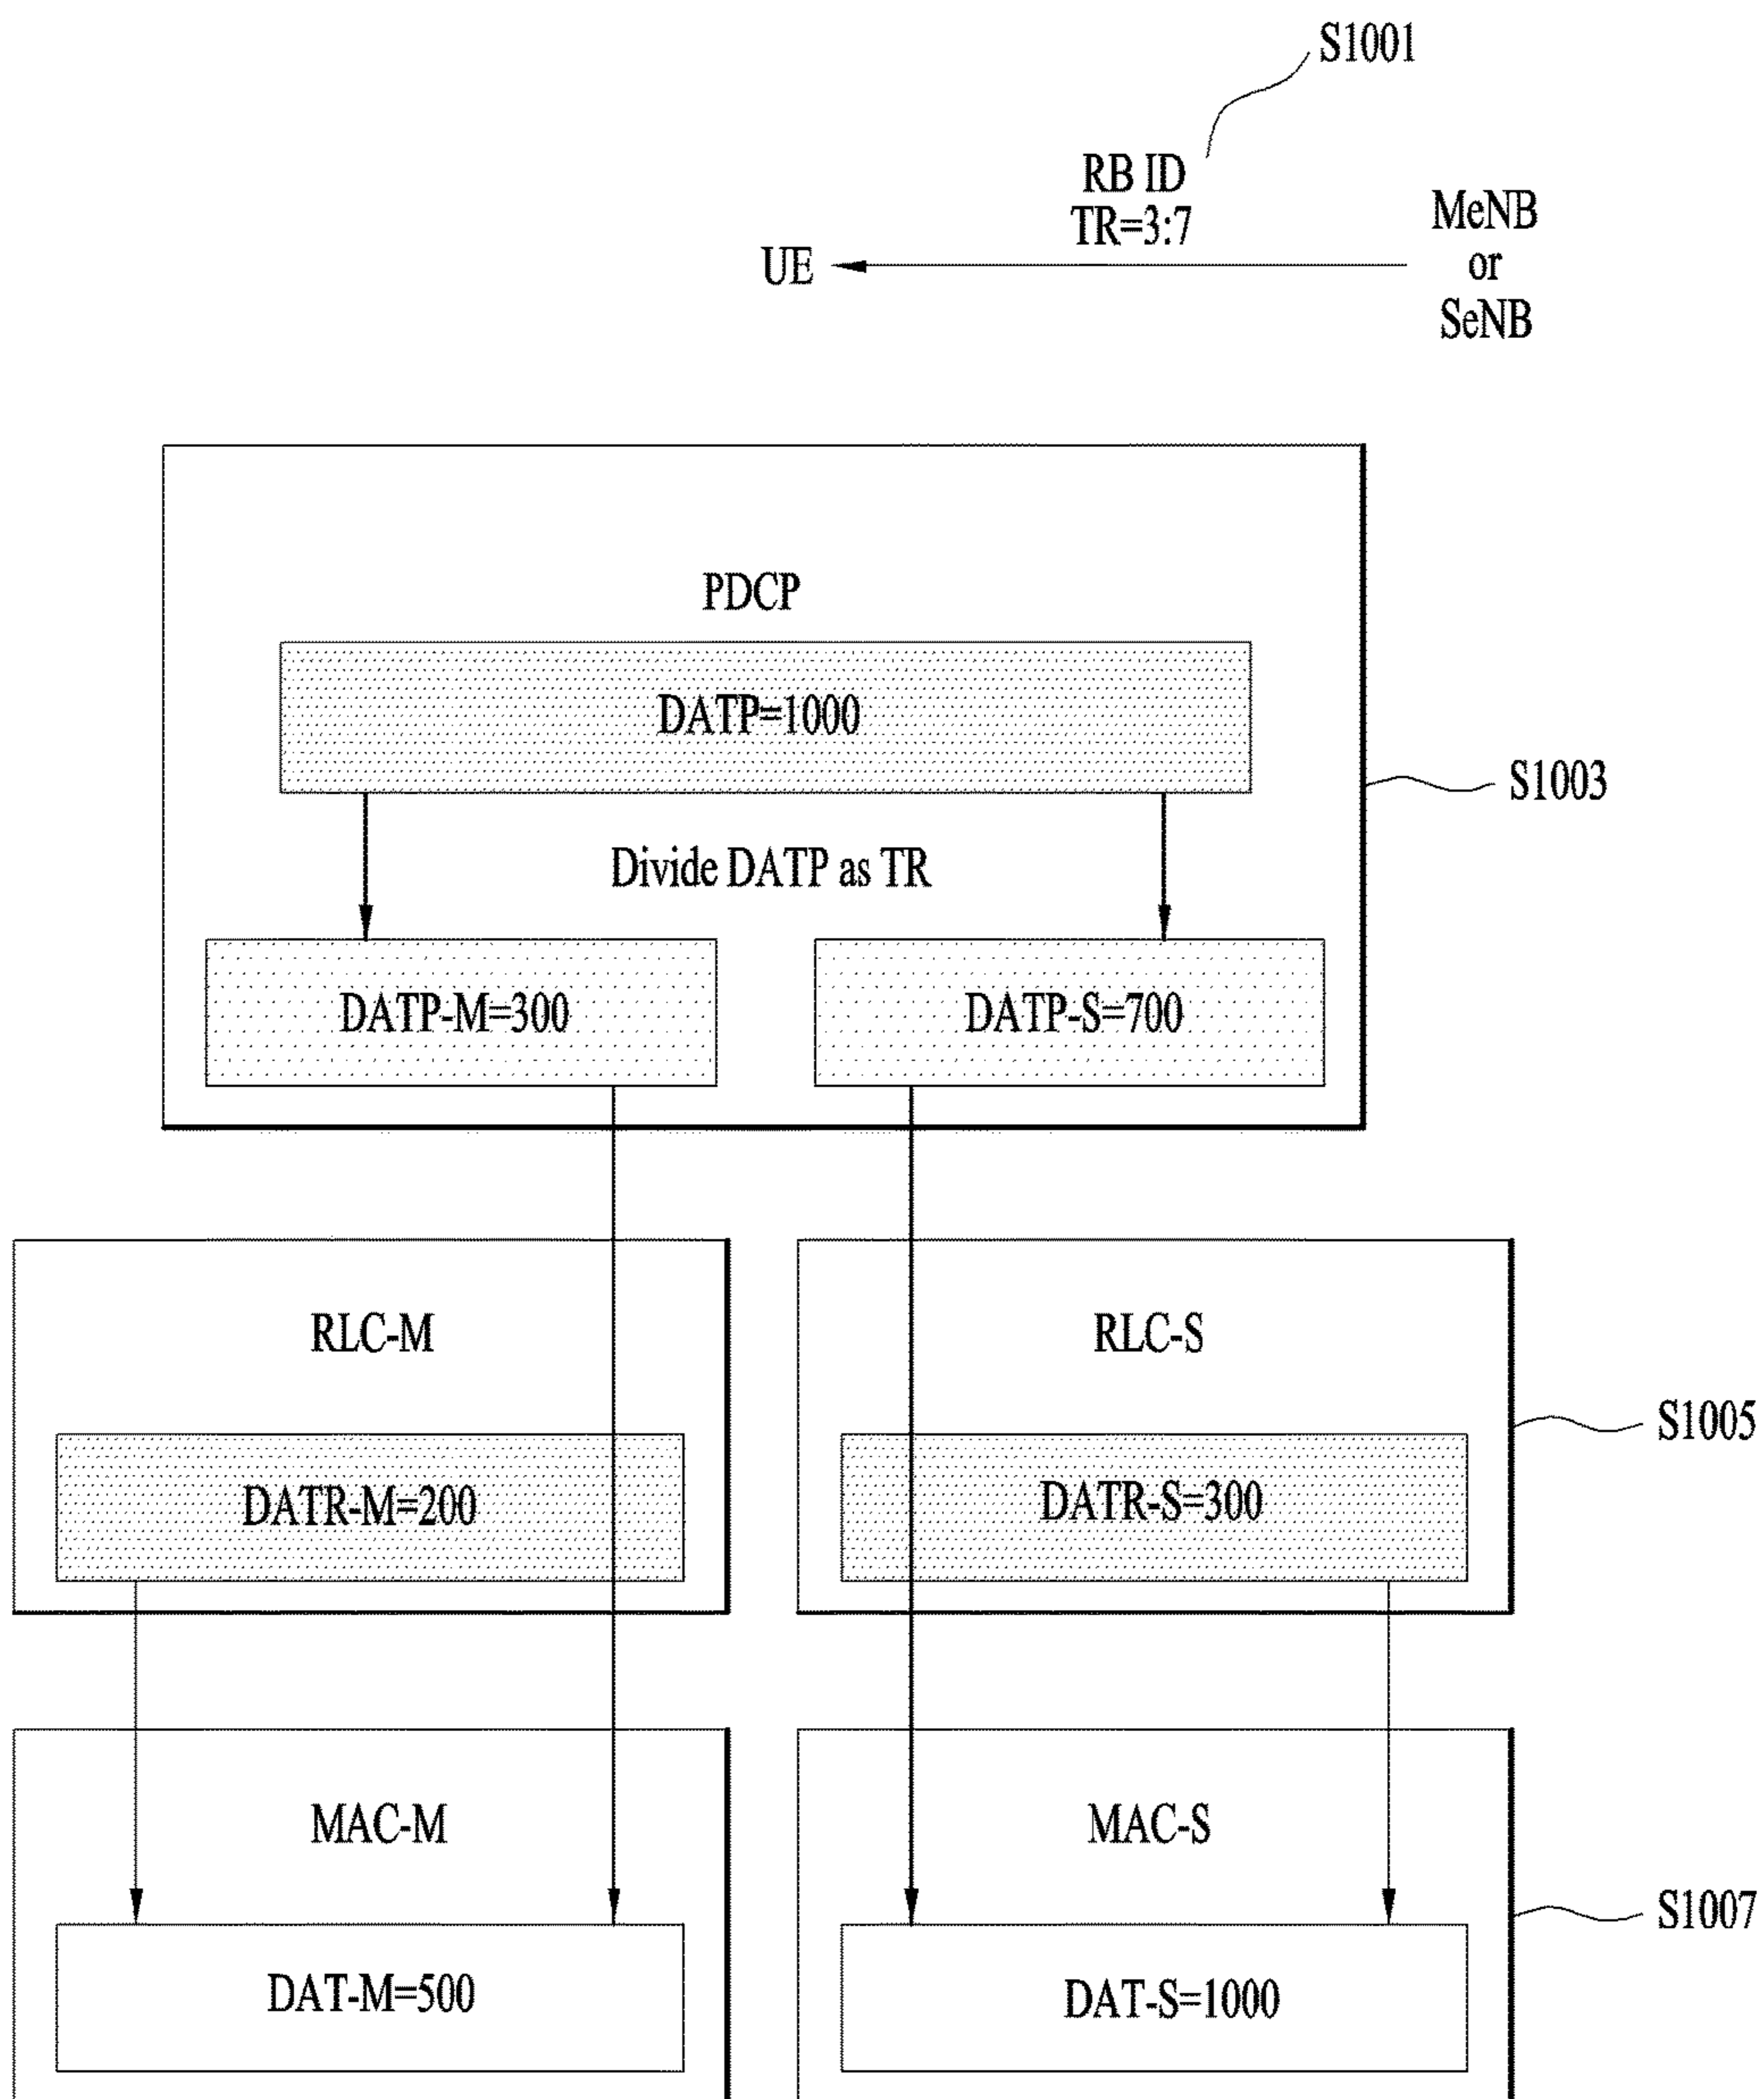 S1001
RB ID
TR=3:7
MeNB
or
SeNB
UE
PDCP
DATP=1000
S1003
Divide DATP as TR
DATP-M=300
DATP-S=700
RLC-M
RLC-S
S1005
DATR-M=200
DATR-S=300
MAC-M
MAC-S
S1007
DAT-M=500
DAT-S=1000